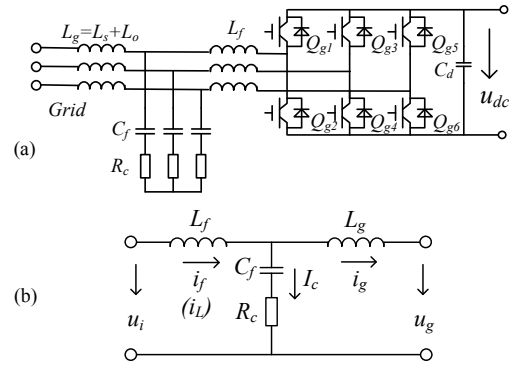 L_g=L_s+L_o
L_f
Q_g1 Q_g3 Q_g5
C_d
u_dc
Grid
C_f
Q_g2 Q_g4 Q_g6
(a)
R_c
L_f L_g
C_f I_c
i_f i_g
(i_L)
(b)
R_c
u_i u_g